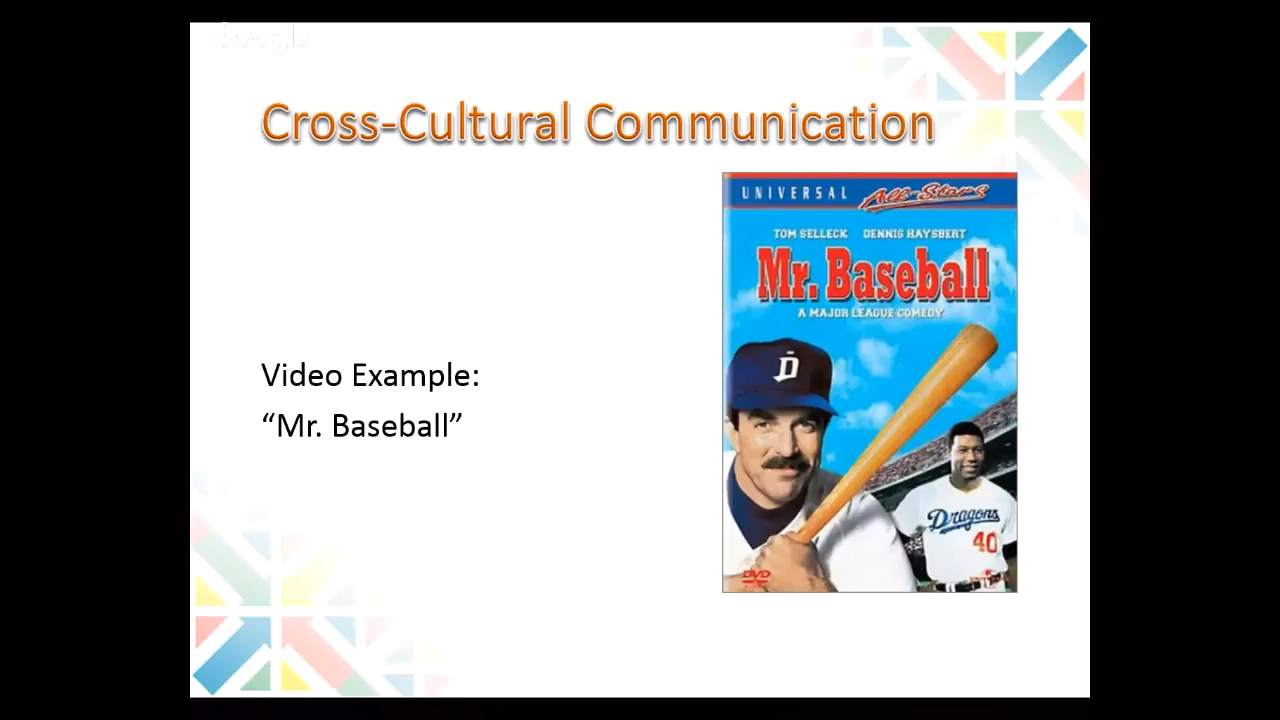 Google
Cross-Cultural Communication
UNIVERSAL All-Stars
TOM SELLECK DENNIS HAYSBERT
Mr. Baseball
A MAJOR LEAGUE COMEDY
D
Video Example:
“Mr. Baseball”
Dragons
40
DVD